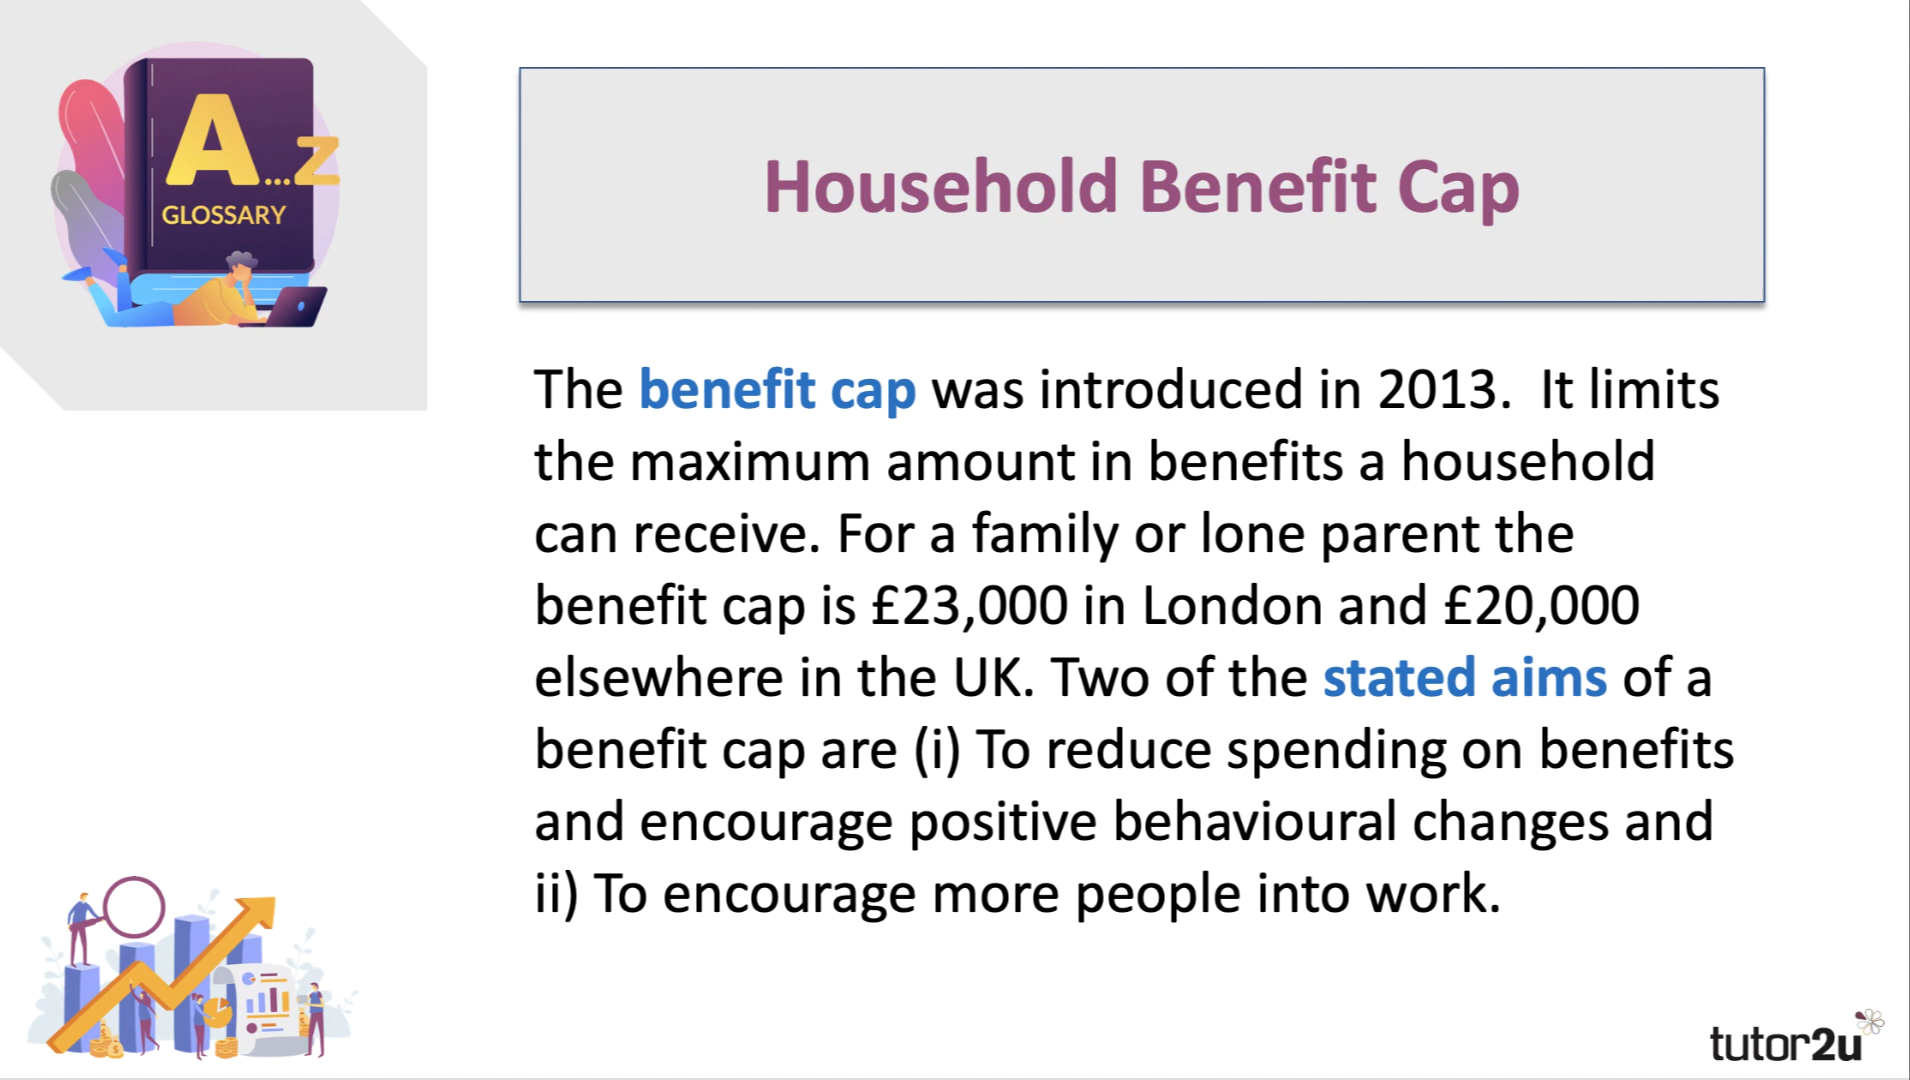 A...Z
GLOSSARY
Household Benefit Cap
The benefit cap was introduced in 2013.  It limits
the maximum amount in benefits a household
can receive. For a family or lone parent the
benefit cap is £23,000 in London and £20,000
elsewhere in the UK. Two of the stated aims of a
benefit cap are (i) To reduce spending on benefits
and encourage positive behavioural changes and
ii) To encourage more people into work.
tutor2u